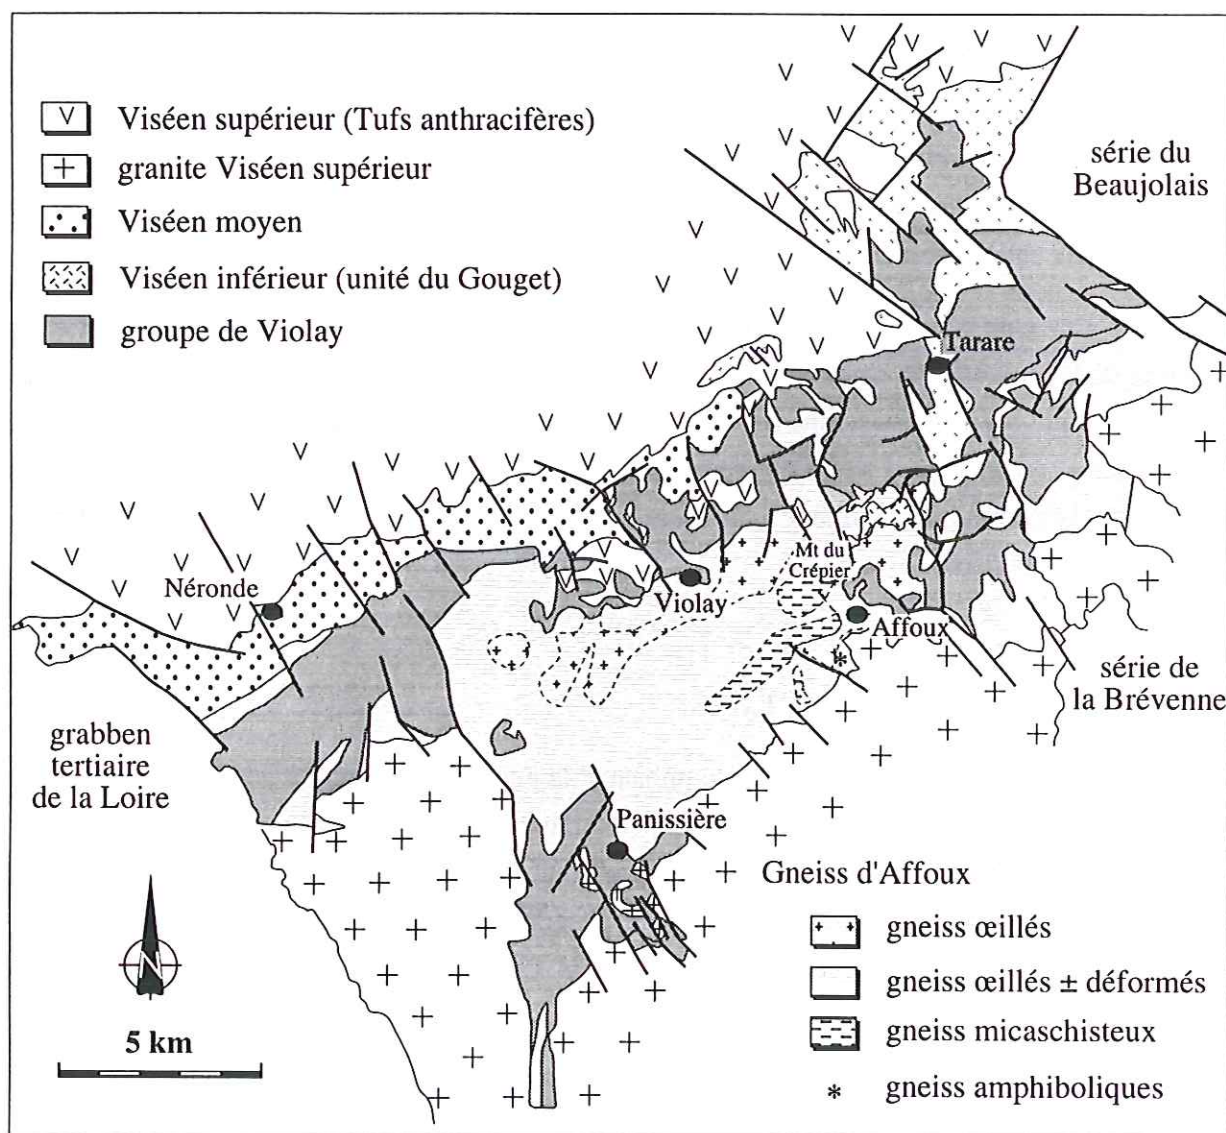 Viséen supérieur (Tufs anthracifères)
granite Viséen supérieur
Viséen moyen
Viséen inférieur (unité du Gouget)
groupe de Violay
série du
Beaujolais
Tarare
Néronde
Violay
Mt du
Crépier
Affoux
série de
la Brévenne
grabben
tertiaire
de la Loire
Panissière
N
5 km
Gneiss d'Affoux
gneiss œillés
gneiss œillés ± déformés
gneiss micaschisteux
gneiss amphiboliques